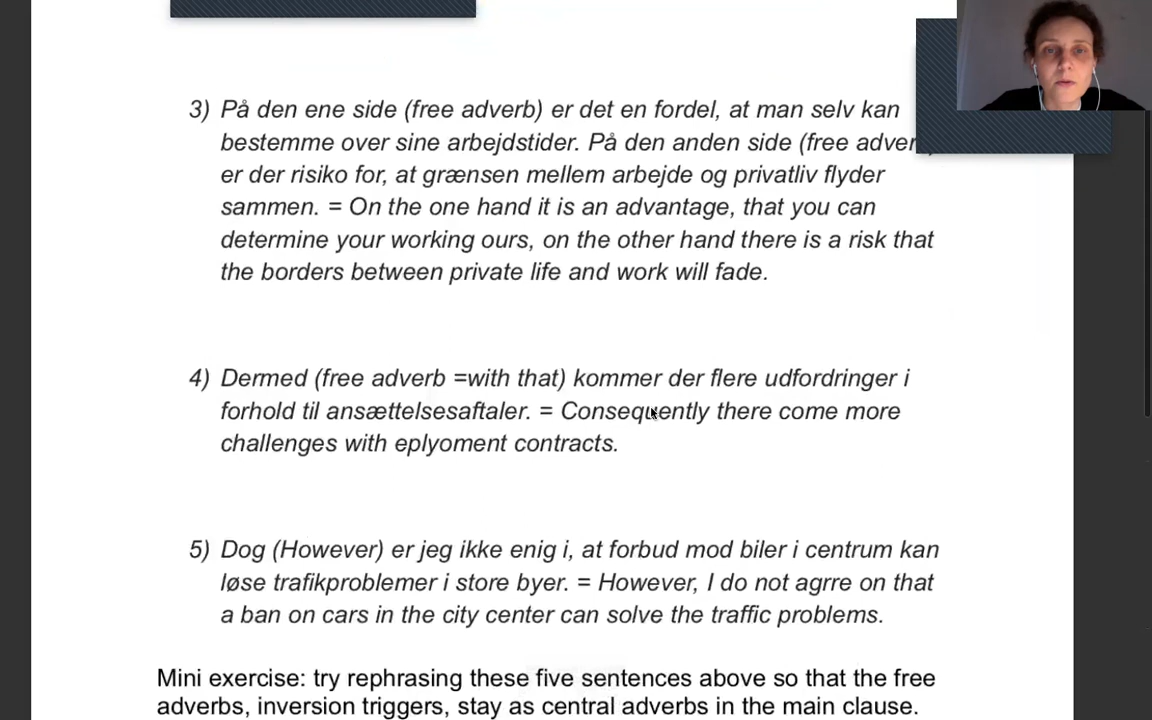 3) På den ene side (free adverb) er det en fordel, at man selv kan
bestemme over sine arbejdstider. På den anden side (free adver
er der risiko for, at grænsen mellem arbejde og privatliv flyder
sammen. = On the one hand it is an advantage, that you can
determine your working ours, on the other hand there is a risk that
the borders between private life and work will fade.
4) Dermed (free adverb =with that) kommer der flere udfordringer i
forhold til ansættelsesaftaler. = Consequently there come more
challenges with eplyoment contracts.
5) Dog (However) er jeg ikke enig i, at forbud mod biler i centrum kan
løse trafikproblemer i store byer. = However, I do not agrre on that
a ban on cars in the city center can solve the traffic problems.
Mini exercise: try rephrasing these five sentences above so that the free
adverbs, inversion triggers, stay as central adverbs in the main clause.